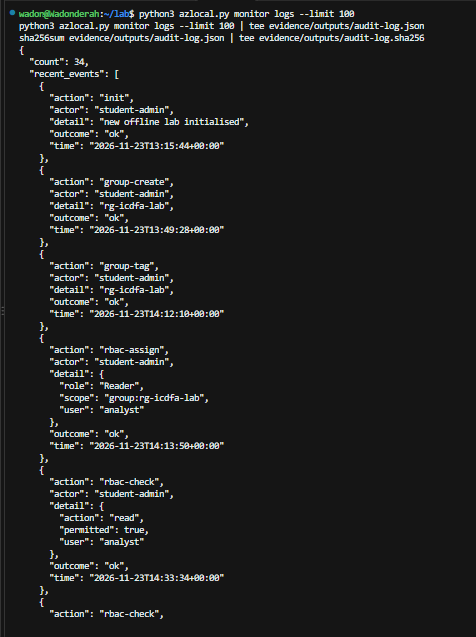 wadon@Wadonderah:~/lab$ python3 azlocal.py monitor logs --limit 100
python3 azlocal.py monitor logs --limit 100 | tee evidence/outputs/audit-log.json
sha256sum evidence/outputs/audit-log.json | tee evidence/outputs/audit-log.sha256
{
  "count": 34,
  "recent_events": [
    {
      "action": "init",
      "actor": "student-admin",
      "detail": "new offline lab initialised",
      "outcome": "ok",
      "time": "2026-11-23T13:15:44+00:00"
    },
    {
      "action": "group-create",
      "actor": "student-admin",
      "detail": "rg-icdfa-lab",
      "outcome": "ok",
      "time": "2026-11-23T13:49:28+00:00"
    },
    {
      "action": "group-tag",
      "actor": "student-admin",
      "detail": "rg-icdfa-lab",
      "outcome": "ok",
      "time": "2026-11-23T14:12:10+00:00"
    },
    {
      "action": "rbac-assign",
      "actor": "student-admin",
      "detail": {
        "role": "Reader",
        "scope": "group:rg-icdfa-lab",
        "user": "analyst"
      },
      "outcome": "ok",
      "time": "2026-11-23T14:13:50+00:00"
    },
    {
      "action": "rbac-check",
      "actor": "student-admin",
      "detail": {
        "action": "read",
        "permitted": true,
        "user": "analyst"
      },
      "outcome": "ok",
      "time": "2026-11-23T14:33:34+00:00"
    },
    {
      "action": "rbac-check",